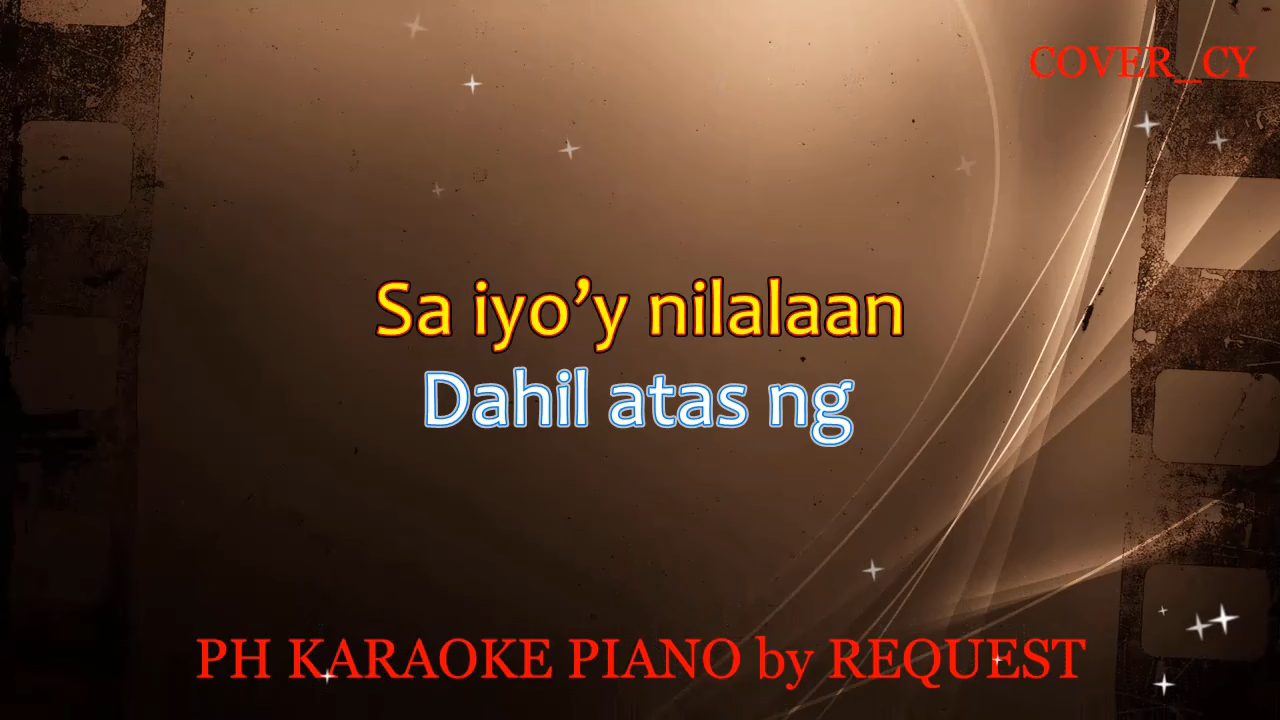 COVER_CY
Sa iyo’y nilalaan
Dahil atas ng
PH KARAOKE PIANO by REQUEST